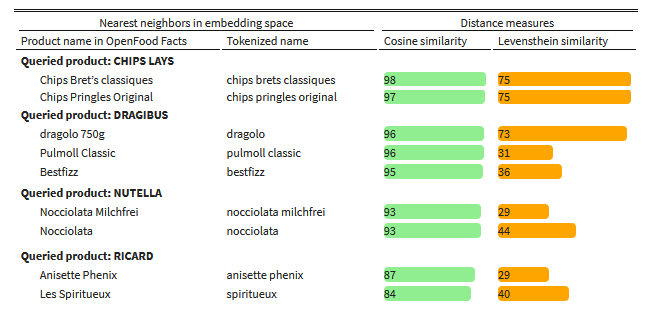 Nearest neighbors in embedding space Distance measures
Product name in OpenFood Facts Tokenized name Cosine similarity Levensthein similarity
Queried product: CHIPS LAYS
Chips Bret’s classiques chips brets classiques 98 75
Chips Pringles Original chips pringles original 97 75
Queried product: DRAGIBUS
dragolo 750g dragolo 96 73
Pulmoll Classic pulmoll classic 96 31
Bestfizz bestfizz 95 36
Queried product: NUTELLA
Nocciolata Milchfrei nocciolata milchfrei 93 29
Nocciolata nocciolata 93 44
Queried product: RICARD
Anisette Phenix anisette phenix 87 29
Les Spiritueux spiritueux 84 40